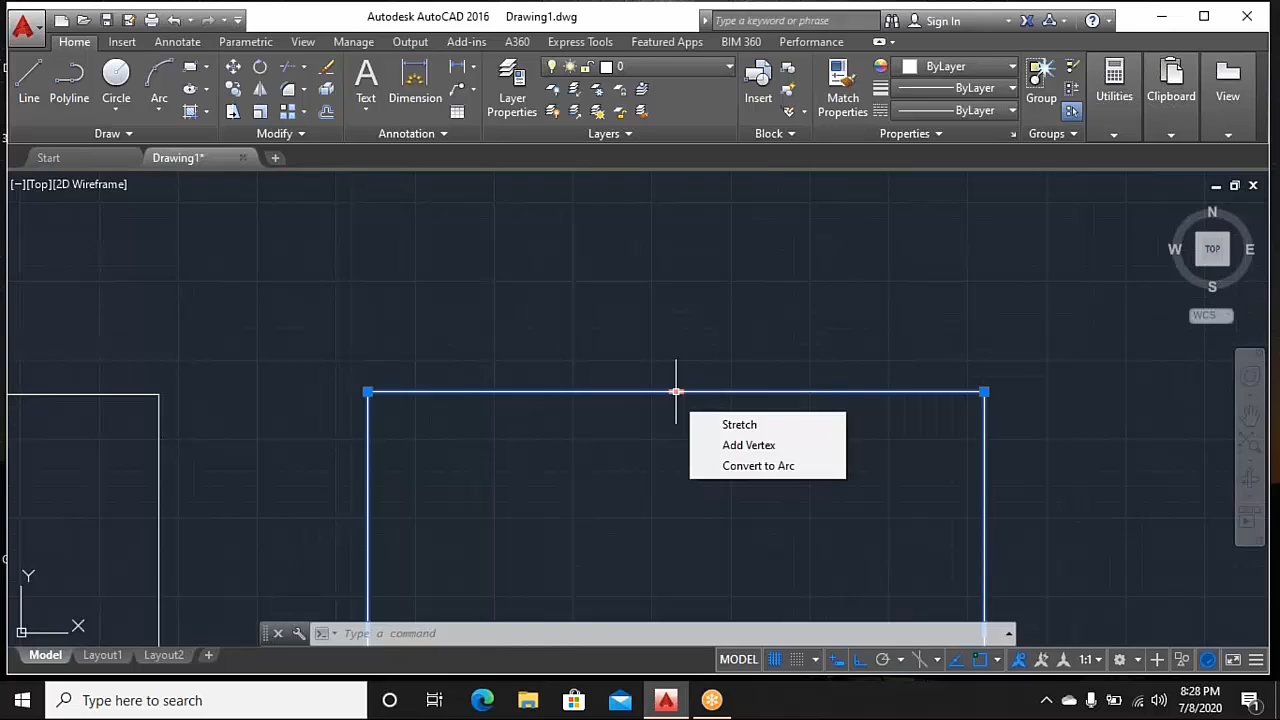 Autodesk AutoCAD 2016 Drawing1.dwg
Type a keyword or phrase
Sign In
Home Insert Annotate Parametric View Manage Output Add-ins A360 Express Tools Featured Apps BIM 360 Performance
0
ByLayer
ByLayer
ByLayer
Line Polyline Circle Arc
Text Dimension
Layer
Properties
Insert
Match
Properties
Group
Utilities
Clipboard
View
Draw Modify Annotation Layers Block Properties Groups
Start Drawing1*
[−][Top][2D Wireframe]
N
W TOP E
S
WCS
Stretch
Add Vertex
Convert to Arc
Y
X
Type a command
Model Layout1 Layout2
MODEL
1:1
Type here to search
8:28 PM
7/8/2020
1